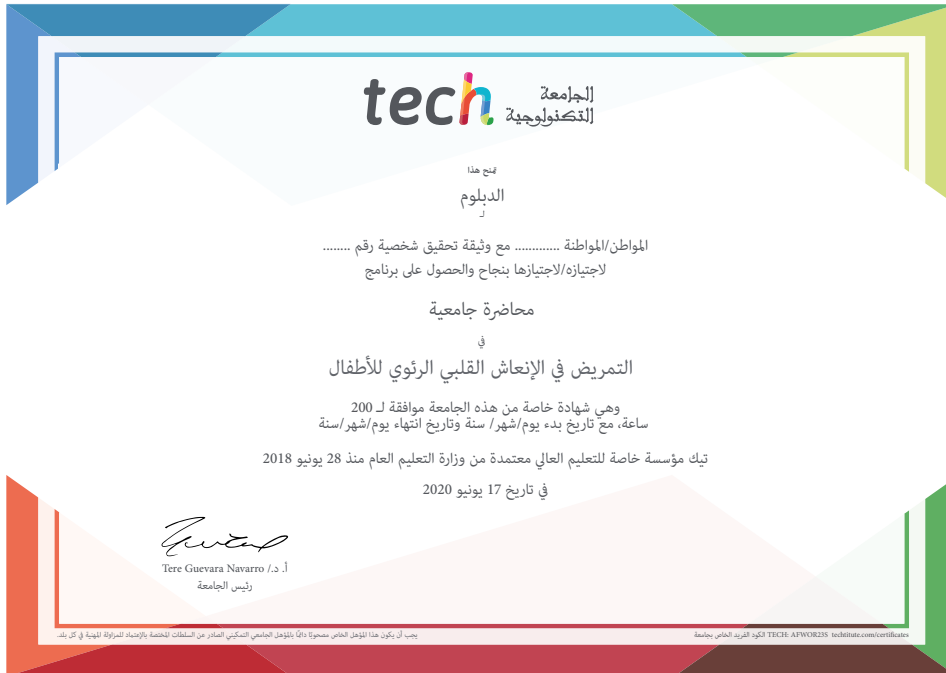 tech الجامعة
التكنولوجية
تمنح هذا
الدبلوم
لـ
المواطن/المواطنة ............. مع وثيقة تحقيق شخصية رقم ........
لاجتيازه/لاجتيازها بنجاح والحصول على برنامج
محاضرة جامعية
في
التمريض في الإنعاش القلبي الرئوي للأطفال
وهي شهادة خاصة من هذه الجامعة موافقة لـ 200
ساعة، مع تاريخ بدء يوم/شهر/ سنة وتاريخ انتهاء يوم/شهر/سنة
تيك مؤسسة خاصة للتعليم العالي معتمدة من وزارة التعليم العام منذ 28 يونيو 2018
في تاريخ 17 يونيو 2020
أ. د./ Tere Guevara Navarro
رئيس الجامعة
يجب أن يكون هذا المؤهل الخاص مصحوبًا دائمًا بالمؤهل الجامعي التمكيني الصادر عن السلطات المختصة بالإعتماد للمزاولة المهنية في كل بلد.
الكود الفريد الخاص بجامعة TECH: AFWOR23S techtitute.com/certificates